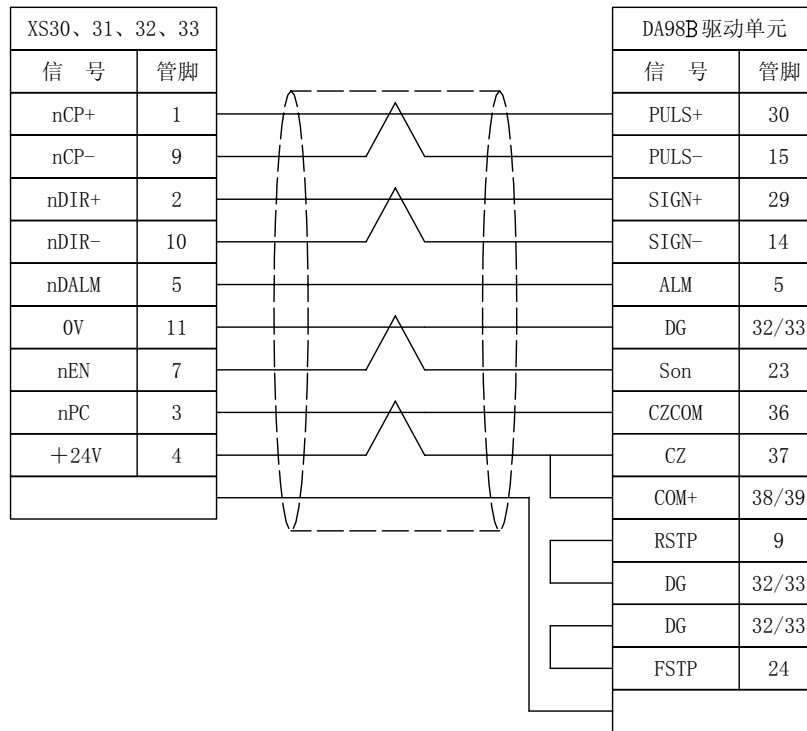 XS30、31、32、33
信 号 管脚
nCP+ 1
nCP- 9
nDIR+ 2
nDIR- 10
nDALM 5
0V 11
nEN 7
nPC 3
+24V 4
DA98B驱动单元
信 号 管脚
PULS+ 30
PULS- 15
SIGN+ 29
SIGN- 14
ALM 5
DG 32/33
Son 23
CZCOM 36
CZ 37
COM+ 38/39
RSTP 9
DG 32/33
DG 32/33
FSTP 24